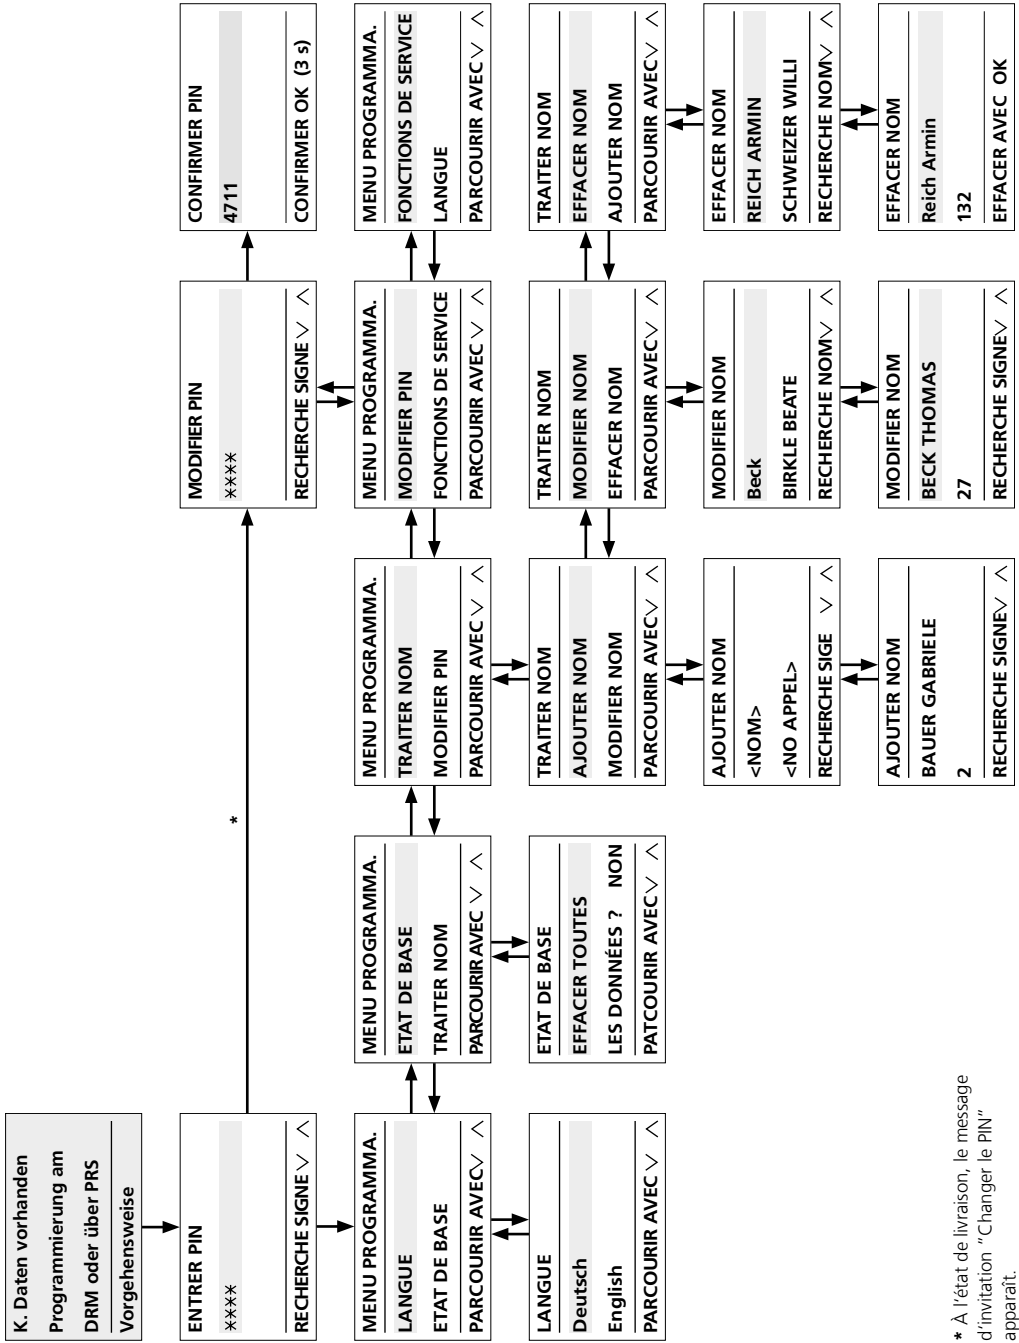 K. Daten vorhanden
Programmierung am
DRM oder über PRS
Vorgehensweise
ENTRER PIN
****
RECHERCHE SIGNE ∨ ∧
*
MODIFIER PIN
****
RECHERCHE SIGNE ∨ ∧
CONFIRMER PIN
4711
CONFIRMER OK (3 s)
MENU PROGRAMMA.
LANGUE
ETAT DE BASE
PARCOURIR AVEC ∨ ∧
MENU PROGRAMMA.
ETAT DE BASE
TRAITER NOM
PARCOURIR AVEC ∨ ∧
MENU PROGRAMMA.
TRAITER NOM
MODIFIER PIN
PARCOURIR AVEC ∨ ∧
MENU PROGRAMMA.
MODIFIER PIN
FONCTIONS DE SERVICE
PARCOURIR AVEC ∨ ∧
MENU PROGRAMMA.
FONCTIONS DE SERVICE
LANGUE
PARCOURIR AVEC ∨ ∧
LANGUE
Deutsch
English
PARCOURIR AVEC ∨ ∧
ETAT DE BASE
EFFACER TOUTES
LES DONNÉES ? NON
PATCOURIR AVEC ∨ ∧
TRAITER NOM
AJOUTER NOM
MODIFIER NOM
PARCOURIR AVEC ∨ ∧
TRAITER NOM
MODIFIER NOM
EFFACER NOM
PARCOURIR AVEC ∨ ∧
TRAITER NOM
EFFACER NOM
AJOUTER NOM
PARCOURIR AVEC ∨ ∧
AJOUTER NOM
<NOM>
<NO APPEL>
RECHERCHE SIGE ∨ ∧
MODIFIER NOM
Beck
BIRKLE BEATE
RECHERCHE NOM ∨ ∧
EFFACER NOM
REICH ARMIN
SCHWEIZER WILLI
RECHERCHE NOM ∨ ∧
AJOUTER NOM
BAUER GABRIELE
2
RECHERCHE SIGNE ∨ ∧
MODIFIER NOM
BECK THOMAS
27
RECHERCHE SIGNE ∨ ∧
EFFACER NOM
Reich Armin
132
EFFACER AVEC OK
* À l'état de livraison, le message
d'invitation "Changer le PIN"
apparaît.